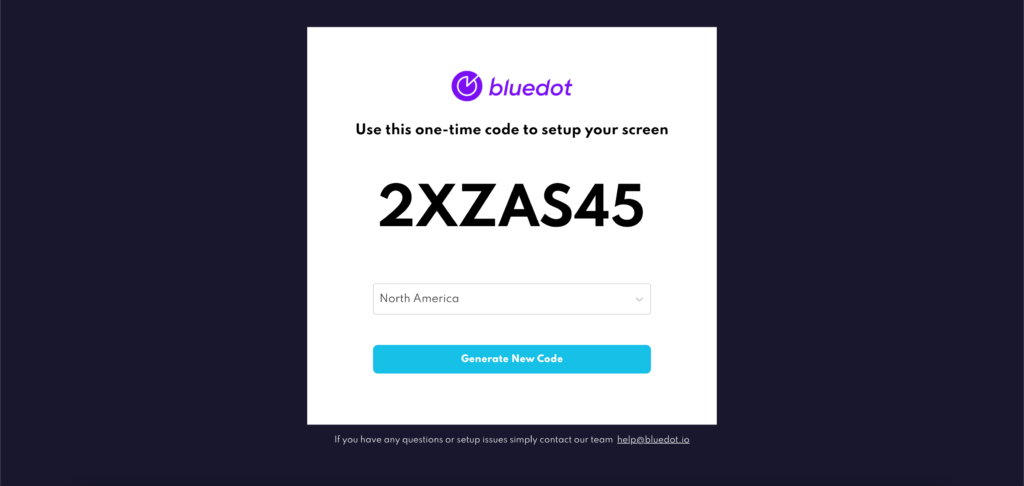 bluedot
Use this one-time code to setup your screen
2XZAS45
North America
Generate New Code
If you have any questions or setup issues simply contact our team help@bluedot.io